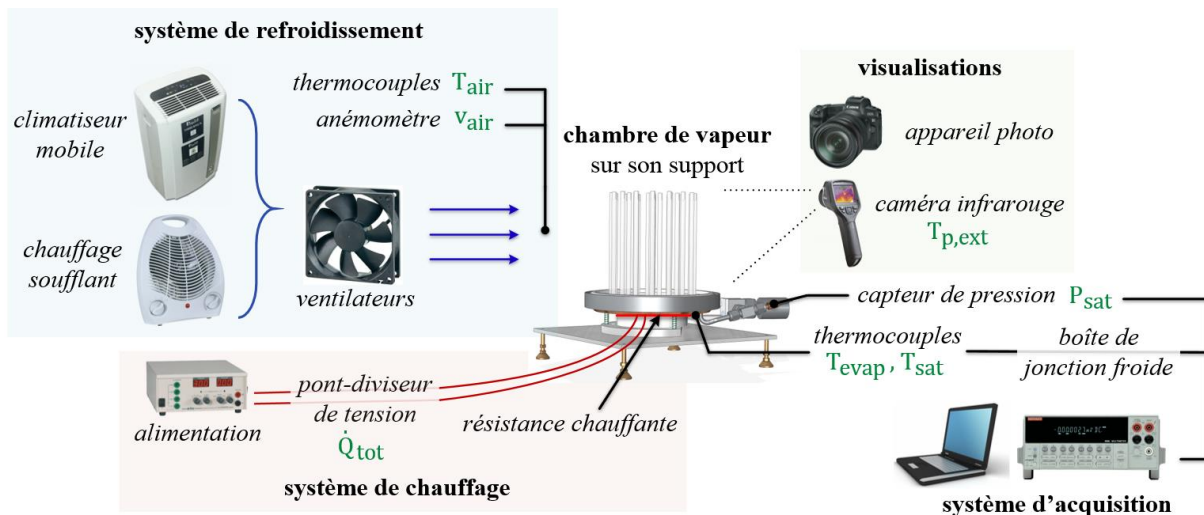 système de refroidissement
climatiseur
mobile
chauffage
soufflant
ventilateurs
thermocouples T_air
anémomètre v_air
chambre de vapeur
sur son support
visualisations
appareil photo
caméra infrarouge
T_p,ext
capteur de pression P_sat
thermocouples
T_evap , T_sat
boîte de
jonction froide
alimentation
pont-diviseur
de tension
Q̇_tot
résistance chauffante
système de chauffage
système d'acquisition